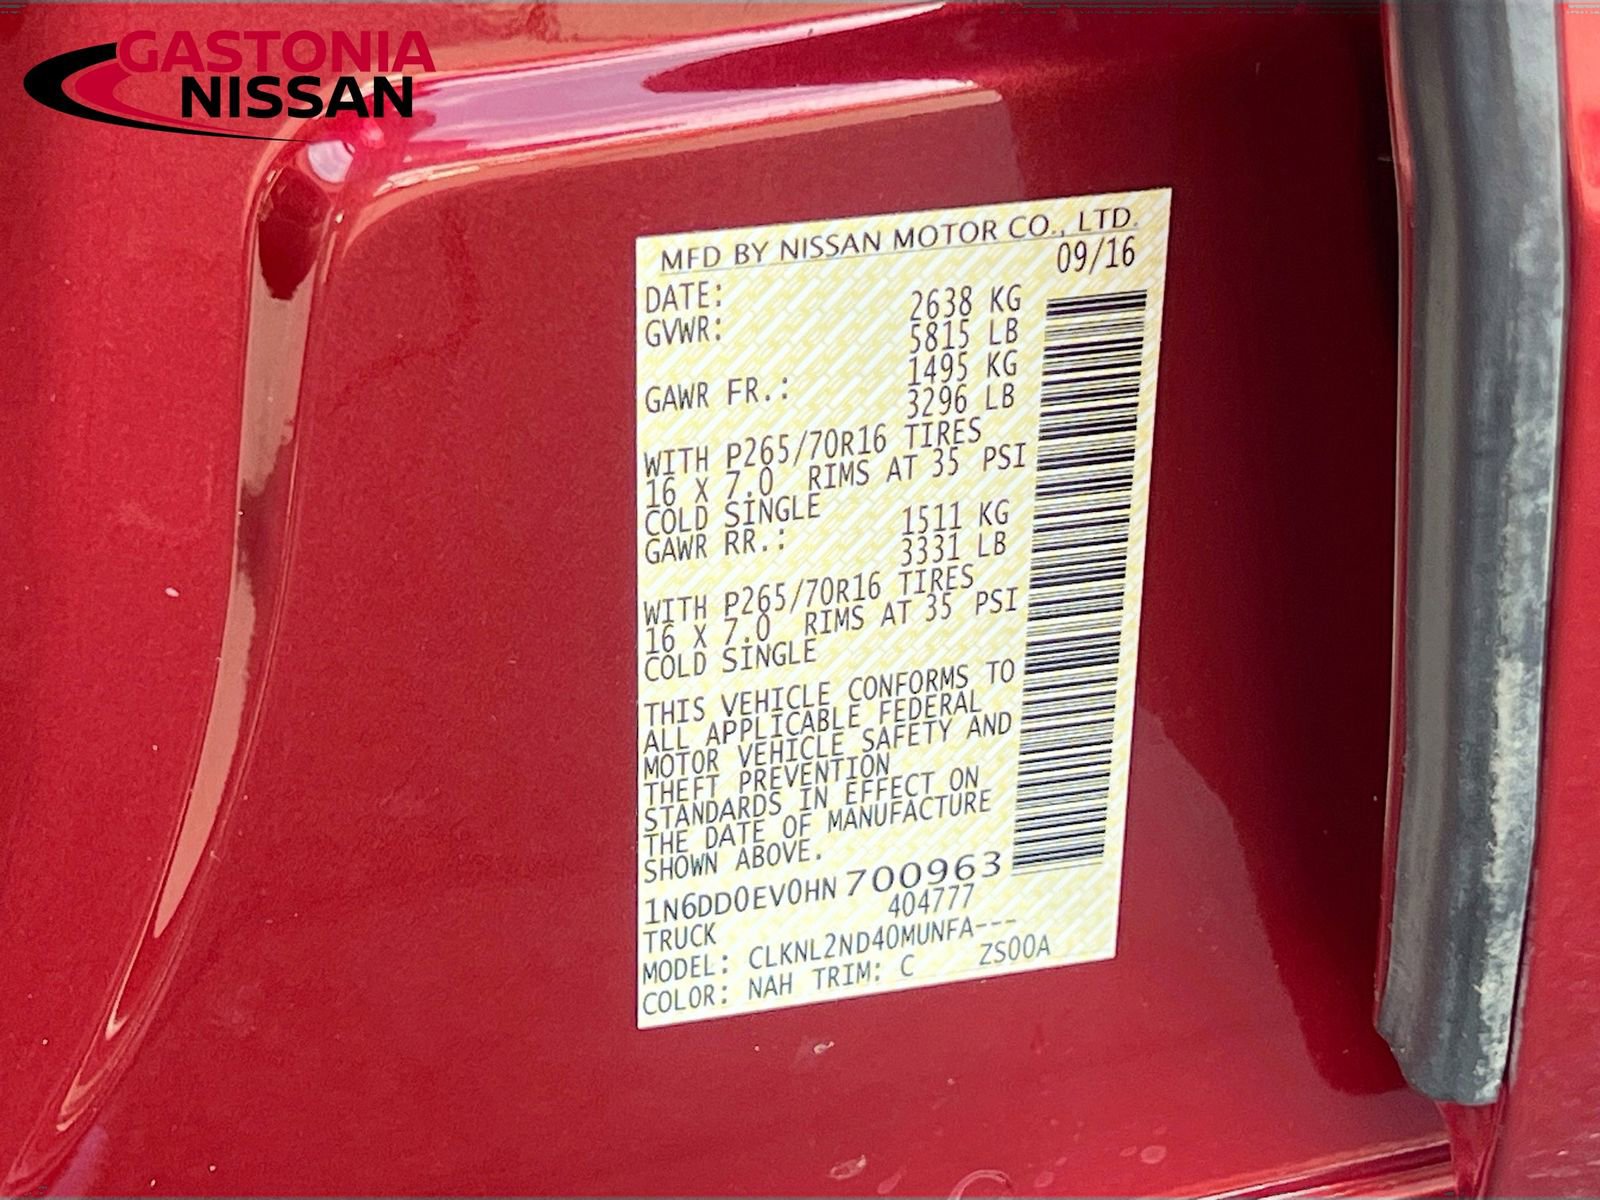 GASTONIA
NISSAN
MFD BY NISSAN MOTOR CO., LTD.
DATE: 09/16
GVWR: 2638 KG
5815 LB
GAWR FR.: 1495 KG
3296 LB
WITH P265/70R16 TIRES
16 X 7.0 RIMS AT 35 PSI
COLD SINGLE
GAWR RR.: 1511 KG
3331 LB
WITH P265/70R16 TIRES
16 X 7.0 RIMS AT 35 PSI
COLD SINGLE
THIS VEHICLE CONFORMS TO
ALL APPLICABLE FEDERAL
MOTOR VEHICLE SAFETY AND
THEFT PREVENTION
STANDARDS IN EFFECT ON
THE DATE OF MANUFACTURE
SHOWN ABOVE.
1N6DD0EV0HN 700963
TRUCK 404777
MODEL: CLKNL2ND40MUNFA---
COLOR: NAH TRIM: C ZS00A